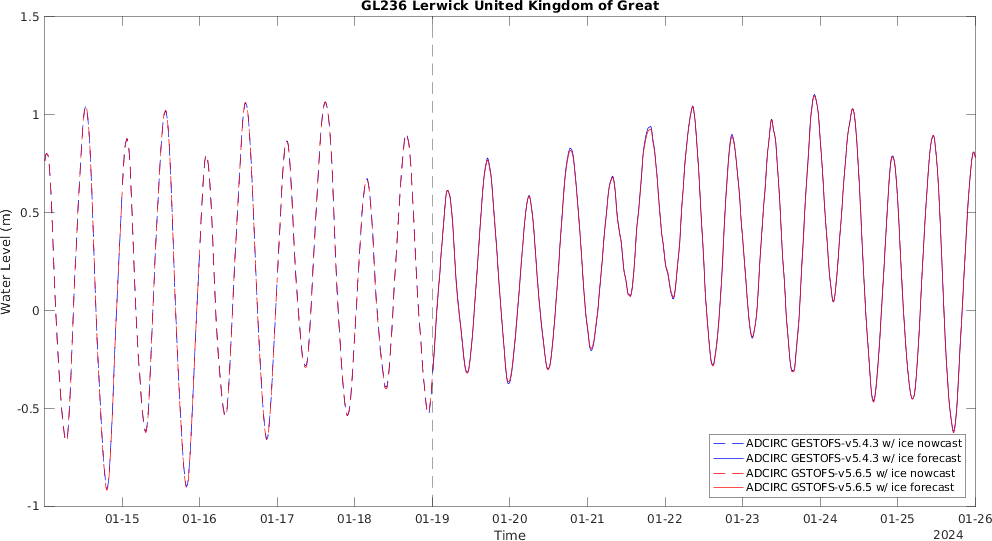 GL236 Lerwick United Kingdom of Great
1.5
1
0.5
0
-0.5
-1
Water Level (m)
01-15 01-16 01-17 01-18 01-19 01-20 01-21 01-22 01-23 01-24 01-25 01-26
Time
2024
ADCIRC GESTOFS-v5.4.3 w/ ice nowcast
ADCIRC GESTOFS-v5.4.3 w/ ice forecast
ADCIRC GSTOFS-v5.6.5 w/ ice nowcast
ADCIRC GSTOFS-v5.6.5 w/ ice forecast